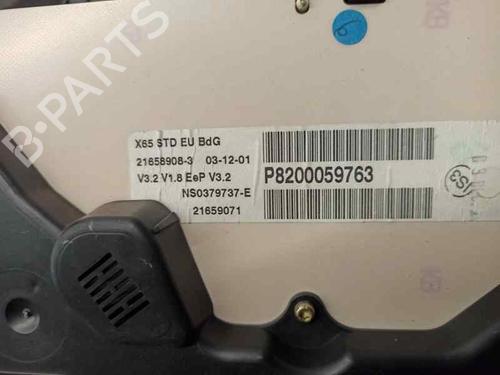 X65 STD EU BdG
21658908-3 03-12-01
V3.2 V1.8 EeP V3.2
NS0379737-E
21659071
P8200059763
S3
B-PARTS